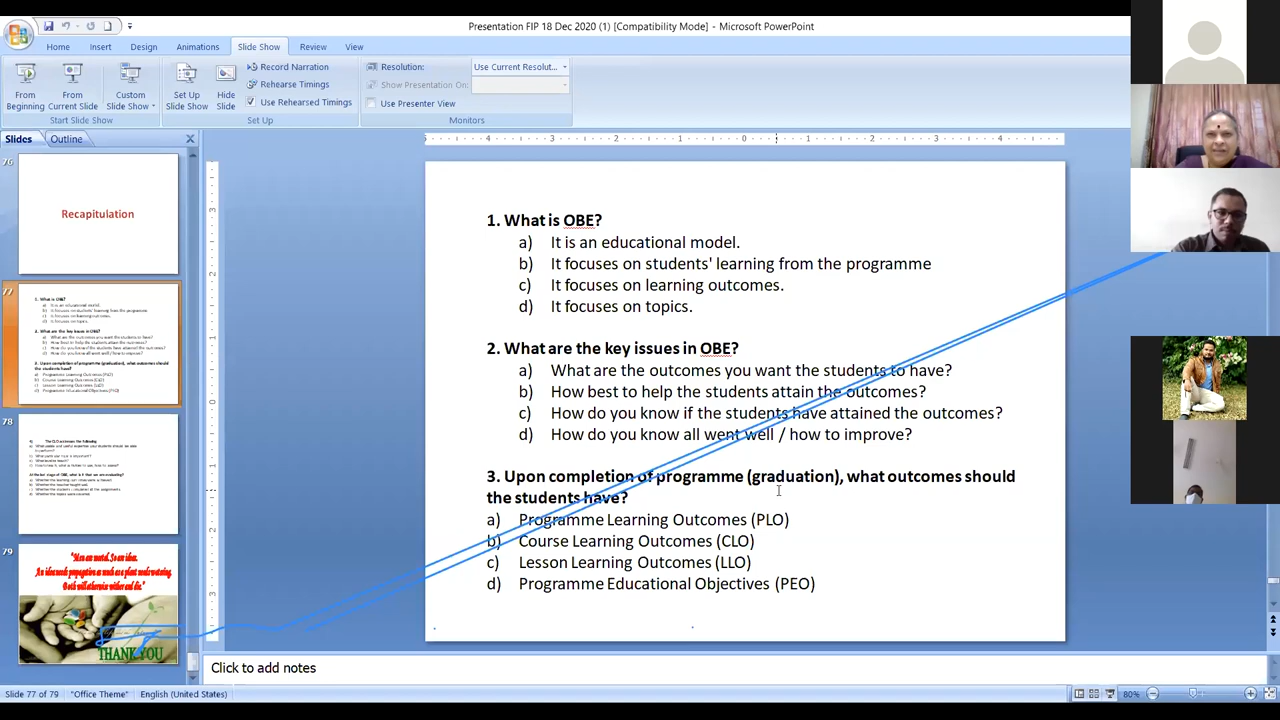 Presentation FIP 18 Dec 2020 (1) [Compatibility Mode] - Microsoft PowerPoint
Home Insert Design Animations Slide Show Review View
From Beginning
From Current Slide
Custom Slide Show
Start Slide Show
Set Up Slide Show
Hide Slide
Record Narration
Rehearse Timings
Use Rehearsed Timings
Set Up
Resolution: Use Current Resolut...
Show Presentation On:
Use Presenter View
Monitors
Slides Outline
76
Recapitulation
77
78
79
THANK YOU
1. What is OBE?
a) It is an educational model.
b) It focuses on students' learning from the programme
c) It focuses on learning outcomes.
d) It focuses on topics.
2. What are the key issues in OBE?
a) What are the outcomes you want the students to have?
b) How best to help the students attain the outcomes?
c) How do you know if the students have attained the outcomes?
d) How do you know all went well / how to improve?
3. Upon completion of programme (graduation), what outcomes should
the students have?
a) Programme Learning Outcomes (PLO)
b) Course Learning Outcomes (CLO)
c) Lesson Learning Outcomes (LLO)
d) Programme Educational Objectives (PEO)
Click to add notes
Slide 77 of 79 "Office Theme" English (United States) 80%